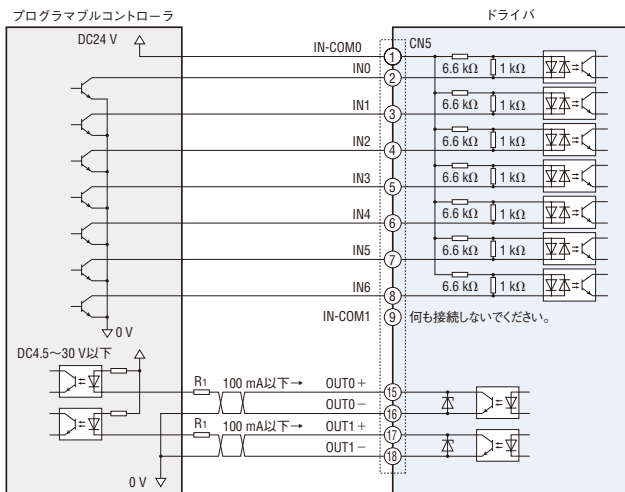 プログラマブルコントローラ
ドライバ
DC24 V
IN-COM0
CN5
1
6.6 kΩ
1 kΩ
IN0
2
6.6 kΩ
1 kΩ
IN1
3
6.6 kΩ
1 kΩ
IN2
4
6.6 kΩ
1 kΩ
IN3
5
6.6 kΩ
1 kΩ
IN4
6
6.6 kΩ
1 kΩ
IN5
7
6.6 kΩ
1 kΩ
IN6
8
0 V
IN-COM1
9
何も接続しないでください。
DC4.5～30 V以下
R1
100 mA以下→
OUT0＋
15
OUT0－
16
R1
100 mA以下→
OUT1＋
17
OUT1－
18
0 V